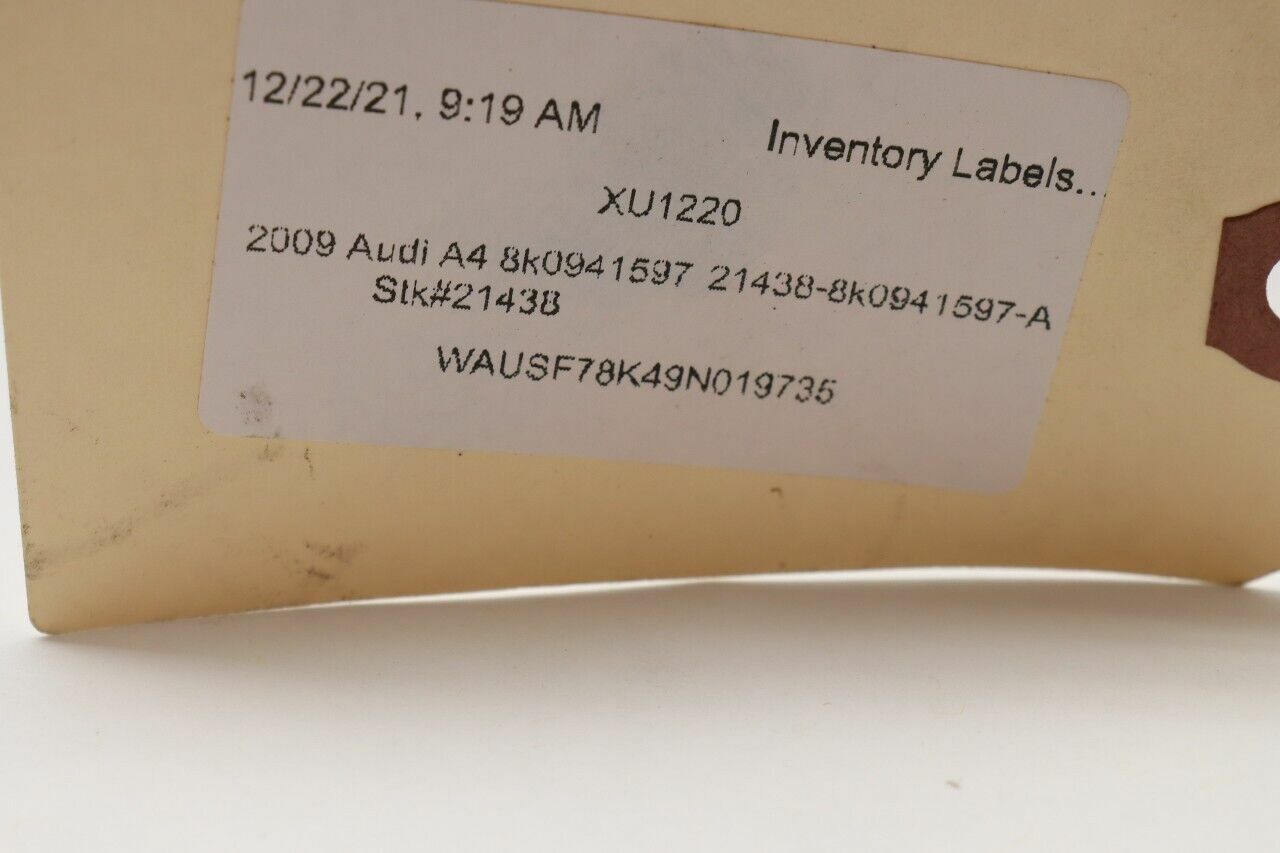 12/22/21, 9:19 AM Inventory Labels...
XU1220
2009 Audi A4 8k0941597 21438-8k0941597-A
Stk#21438
WAUSF78K49N019735